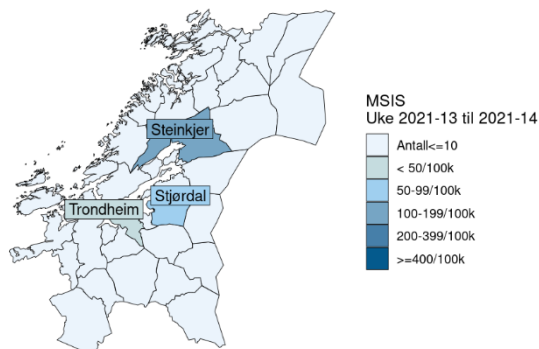 Steinkjer
Stjørdal
Trondheim
MSIS
Uke 2021-13 til 2021-14
Antall<=10
< 50/100k
50-99/100k
100-199/100k
200-399/100k
>=400/100k